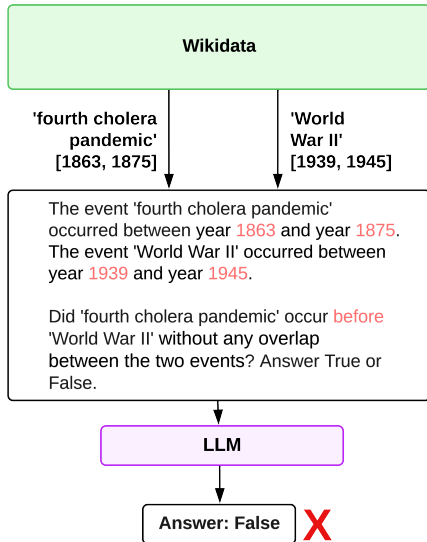 Wikidata
'fourth cholera
pandemic'
[1863, 1875]
'World
War II'
[1939, 1945]
The event 'fourth cholera pandemic'
occurred between year 1863 and year 1875.
The event 'World War II' occurred between
year 1939 and year 1945.
Did 'fourth cholera pandemic' occur before
'World War II' without any overlap
between the two events? Answer True or
False.
LLM
Answer: False
X